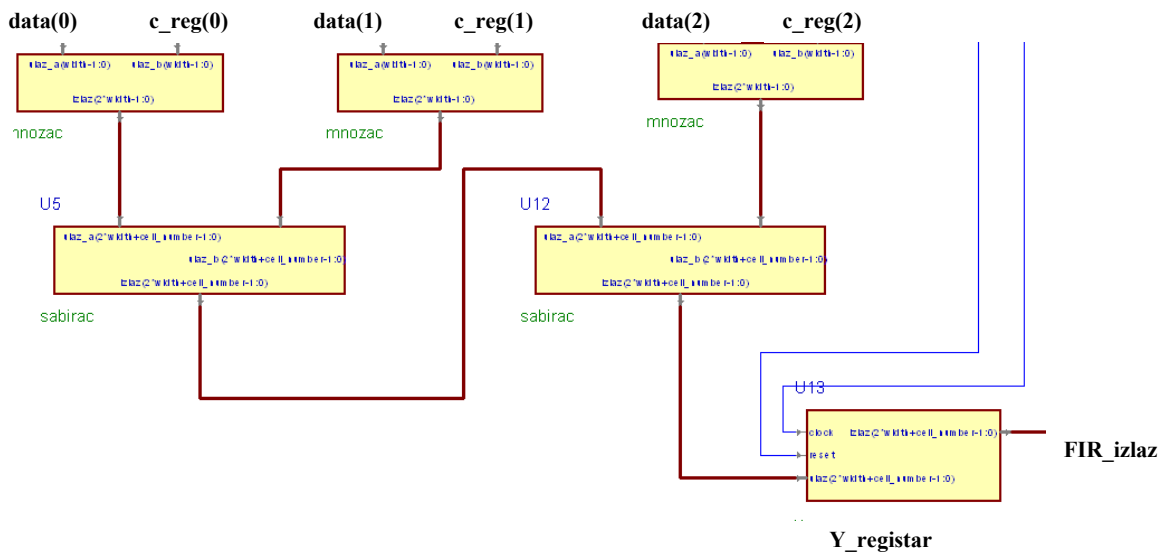 data(0) c_reg(0) data(1) c_reg(1) data(2) c_reg(2)
ulaz_a(width-1:0) ulaz_b(width-1:0) ulaz_a(width-1:0) ulaz_b(width-1:0) ulaz_a(width-1:0) ulaz_b(width-1:0)
izlaz(2*width-1:0) izlaz(2*width-1:0) izlaz(2*width-1:0)
mnozac mnozac mnozac
U5 U12
ulaz_a(2*width+cell_number-1:0) ulaz_a(2*width+cell_number-1:0)
ulaz_b(2*width+cell_number-1:0) ulaz_b(2*width+cell_number-1:0)
izlaz(2*width+cell_number-1:0) izlaz(2*width+cell_number-1:0)
sabirac sabirac
U13
clock izlaz(2*width+cell_number-1:0)
reset
ulaz(2*width+cell_number-1:0)
FIR_izlaz
Y_registar